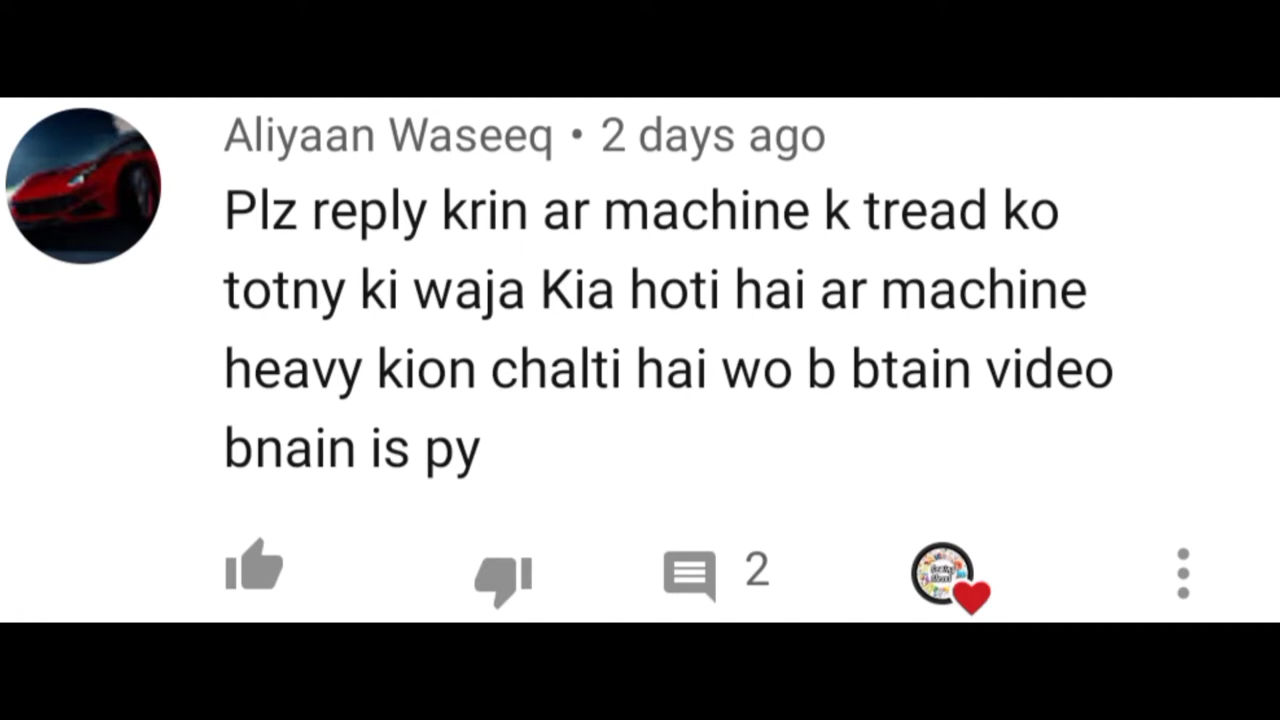 Aliyaan Waseeq • 2 days ago
Plz reply krin ar machine k tread ko
totny ki waja Kia hoti hai ar machine
heavy kion chalti hai wo b btain video
bnain is py
2